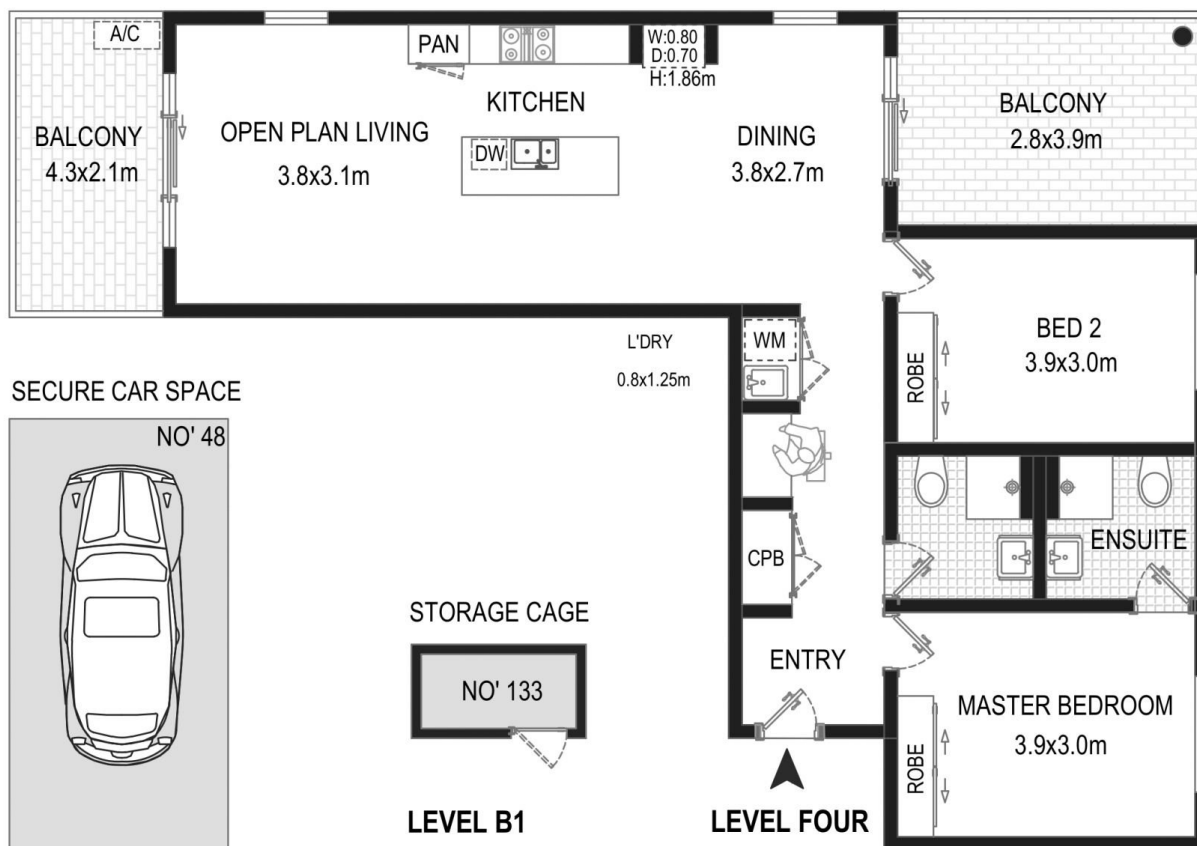 A/C
PAN
W:0.80
D:0.70
H:1.86m
KITCHEN
BALCONY
4.3x2.1m
OPEN PLAN LIVING
3.8x3.1m
DW
DINING
3.8x2.7m
BALCONY
2.8x3.9m
L'DRY
0.8x1.25m
WM
BED 2
3.9x3.0m
ROBE
SECURE CAR SPACE
NO' 48
CPB
ENSUITE
STORAGE CAGE
NO' 133
ENTRY
MASTER BEDROOM
3.9x3.0m
ROBE
LEVEL B1
LEVEL FOUR